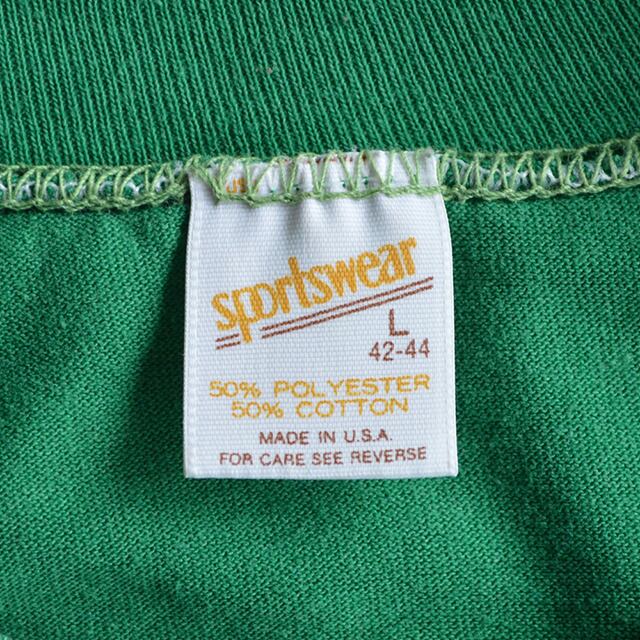 sportswear
L
42-44
50% POLYESTER
50% COTTON
MADE IN U.S.A.
FOR CARE SEE REVERSE